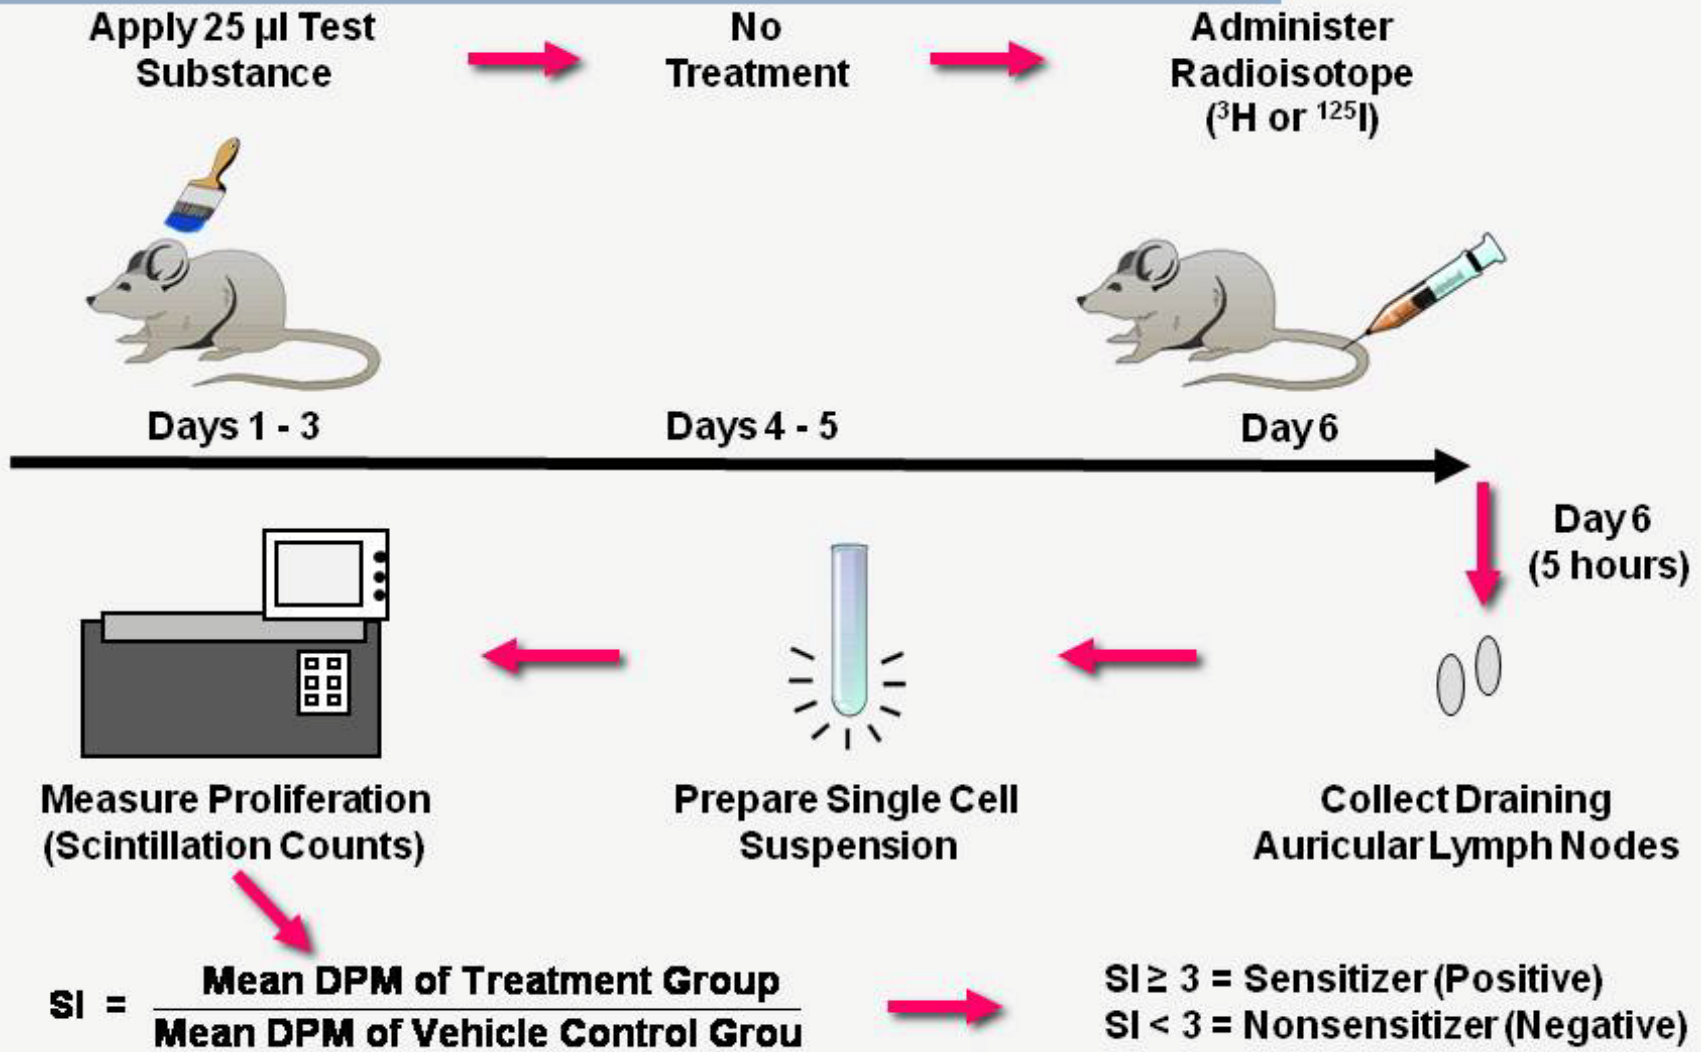 Apply 25 µl Test
Substance
No
Treatment
Administer
Radioisotope
(³H or ¹²⁵I)
Days 1 - 3
Days 4 - 5
Day 6
Day 6
(5 hours)
Collect Draining
Auricular Lymph Nodes
Prepare Single Cell
Suspension
Measure Proliferation
(Scintillation Counts)
SI =
Mean DPM of Treatment Group
Mean DPM of Vehicle Control Grou
SI ≥ 3 = Sensitizer (Positive)
SI < 3 = Nonsensitizer (Negative)